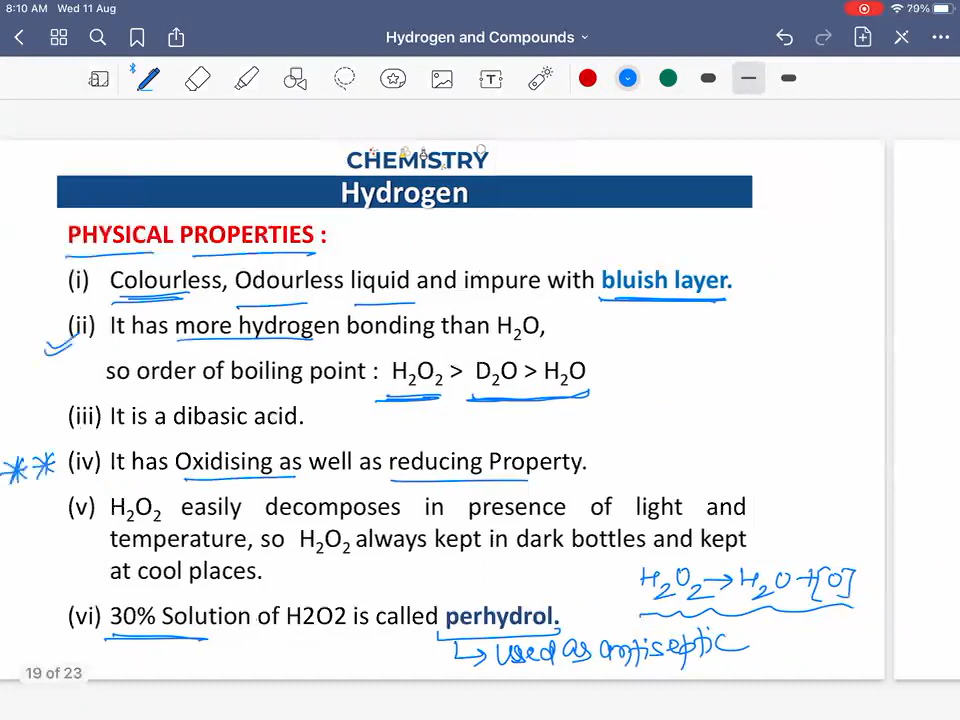 8:10 AM Wed 11 Aug 79%
Hydrogen and Compounds
T
CHEMISTRY
Hydrogen
PHYSICAL PROPERTIES :
(i) Colourless, Odourless liquid and impure with bluish layer.
(ii) It has more hydrogen bonding than H₂O,
so order of boiling point : H₂O₂ > D₂O > H₂O
(iii) It is a dibasic acid.
(iv) It has Oxidising as well as reducing Property.
(v) H₂O₂ easily decomposes in presence of light and
temperature, so H₂O₂ always kept in dark bottles and kept
at cool places.
H₂O₂ → H₂O + [O]
(vi) 30% Solution of H2O2 is called perhydrol.
↳ used as antiseptic
19 of 23